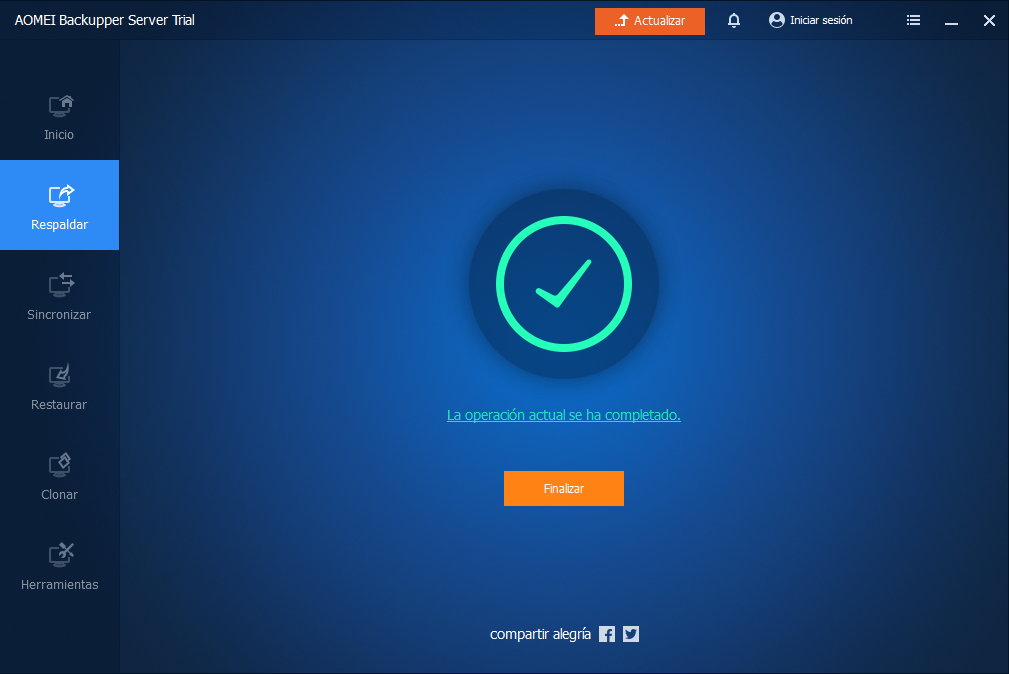 AOMEI Backupper Server Trial
Actualizar
Iniciar sesión
Inicio
Respaldar
Sincronizar
Restaurar
Clonar
Herramientas
La operación actual se ha completado.
Finalizar
compartir alegría